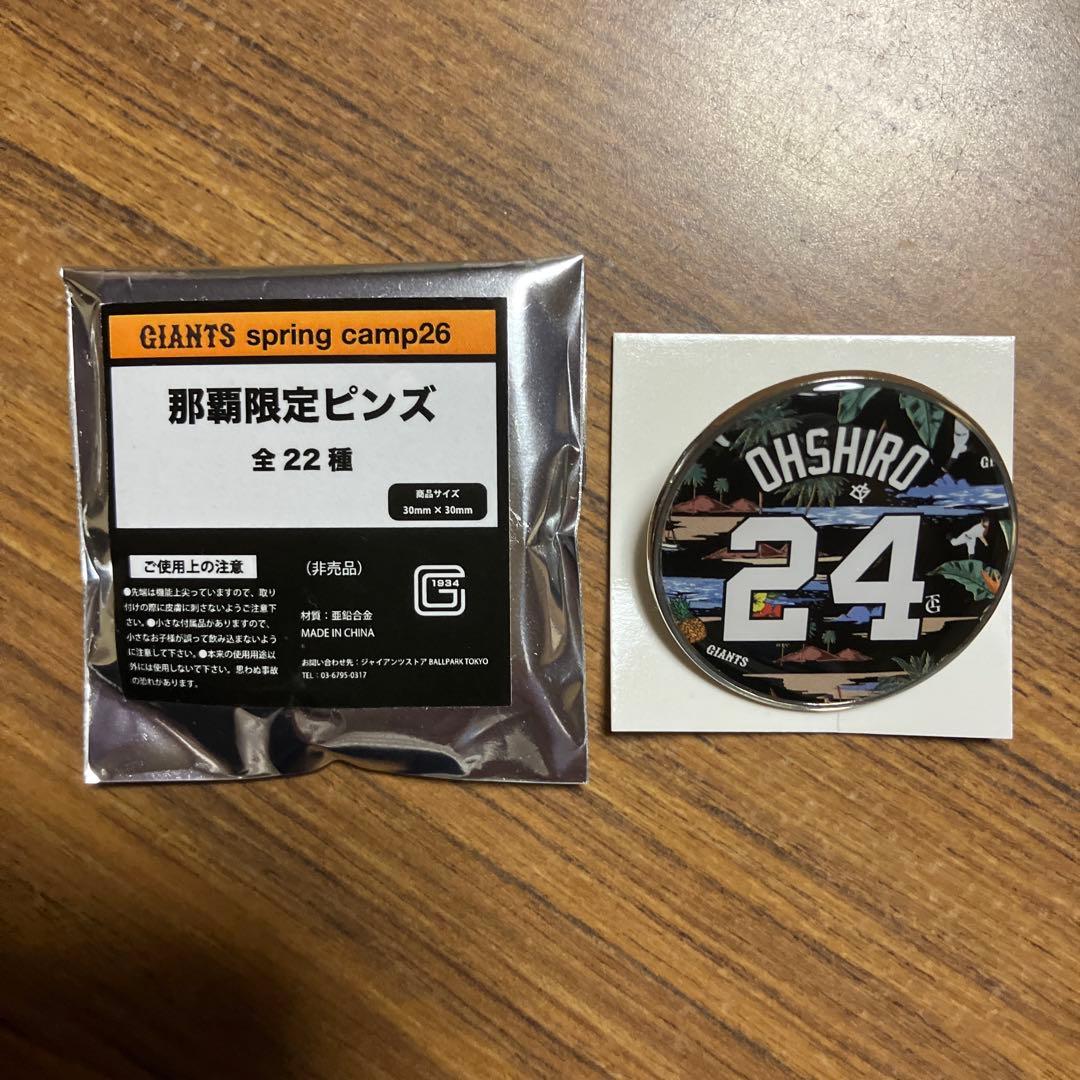 GIANTS spring camp26
那覇限定ピンズ
全22種
商品サイズ
30mm×30mm
ご使用上の注意
●先端は機能上尖っていますので、取り
付けの際に皮膚に刺さないようご注意下
さい。●小さな付属品がありますので、
小さなお子様が誤って飲み込まないよう
に注意して下さい。●本来の使用用途以
外には使用しないで下さい。思わぬ事故
の恐れがあります。
(非売品)
1934
G
材質：亜鉛合金
MADE IN CHINA
お問い合わせ先：ジャイアンツストア BALLPARK TOKYO
TEL：03-6795-0317
OHSHIRO
24
GIANTS